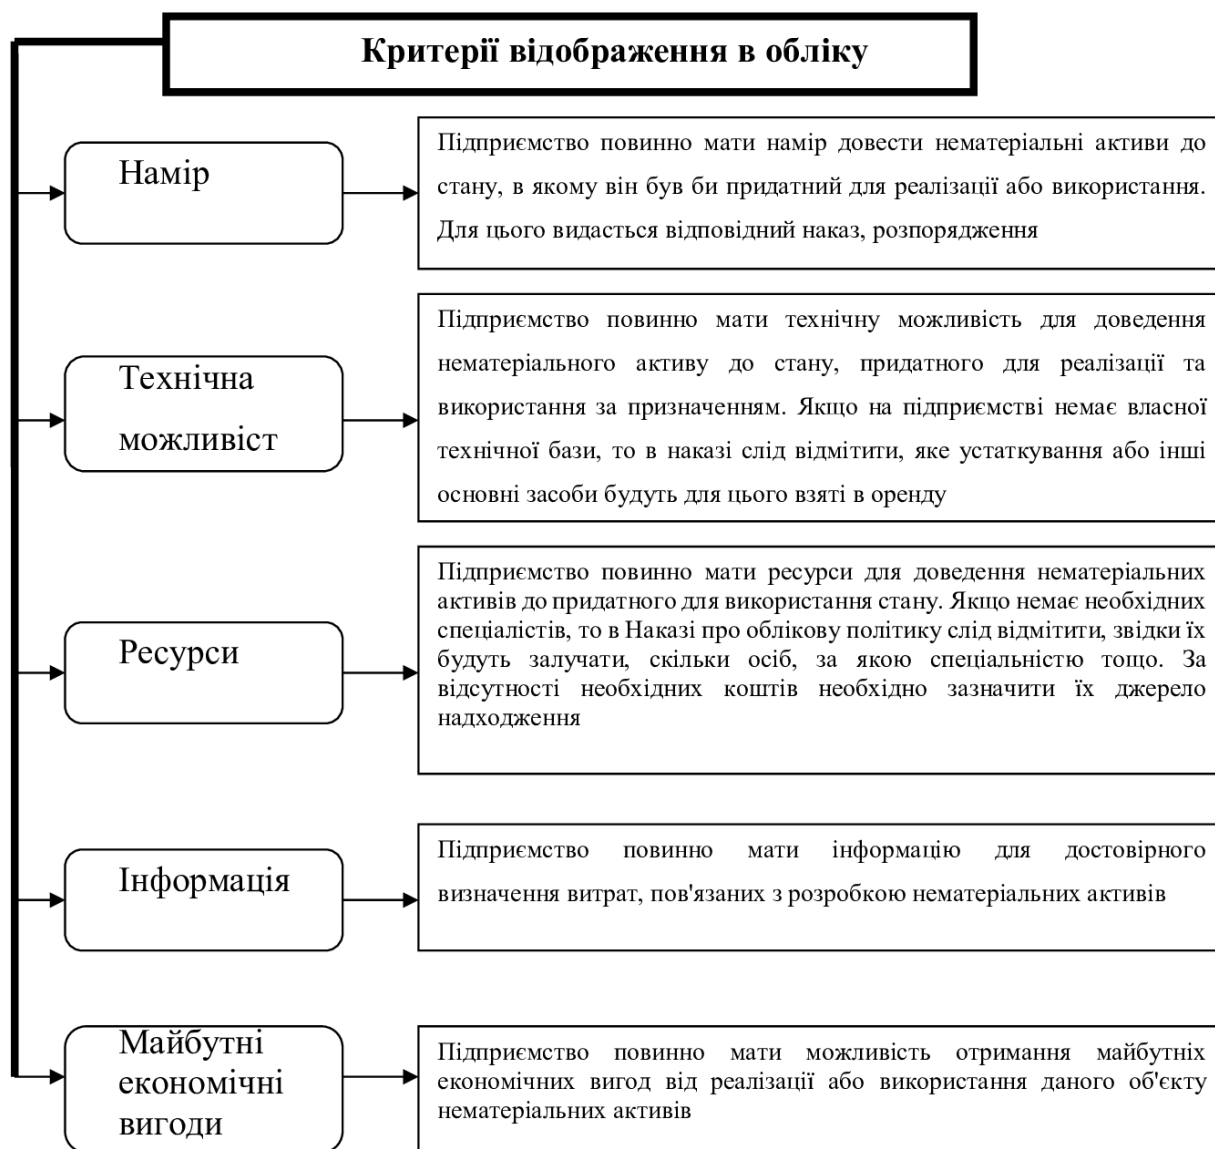 Критерії відображення в обліку
Намір
Підприємство повинно мати намір довести нематеріальні активи до
стану, в якому він був би придатний для реалізації або використання.
Для цього видасться відповідний наказ, розпорядження
Технічна
можливіст
Підприємство повинно мати технічну можливість для доведення
нематеріального активу до стану, придатного для реалізації та
використання за призначенням. Якщо на підприємстві немає власної
технічної бази, то в наказі слід відмітити, яке устаткування або інші
основні засоби будуть для цього взяті в оренду
Ресурси
Підприємство повинно мати ресурси для доведення нематеріальних
активів до придатного для використання стану. Якщо немає необхідних
спеціалістів, то в Наказі про облікову політику слід відмітити, звідки їх
будуть залучати, скільки осіб, за якою спеціальністю тощо. За
відсутності необхідних коштів необхідно зазначити їх джерело
надходження
Інформація
Підприємство повинно мати інформацію для достовірного
визначення витрат, пов'язаних з розробкою нематеріальних активів
Майбутні
економічні
вигоди
Підприємство повинно мати можливість отримання майбутніх
економічних вигод від реалізації або використання даного об'єкту
нематеріальних активів